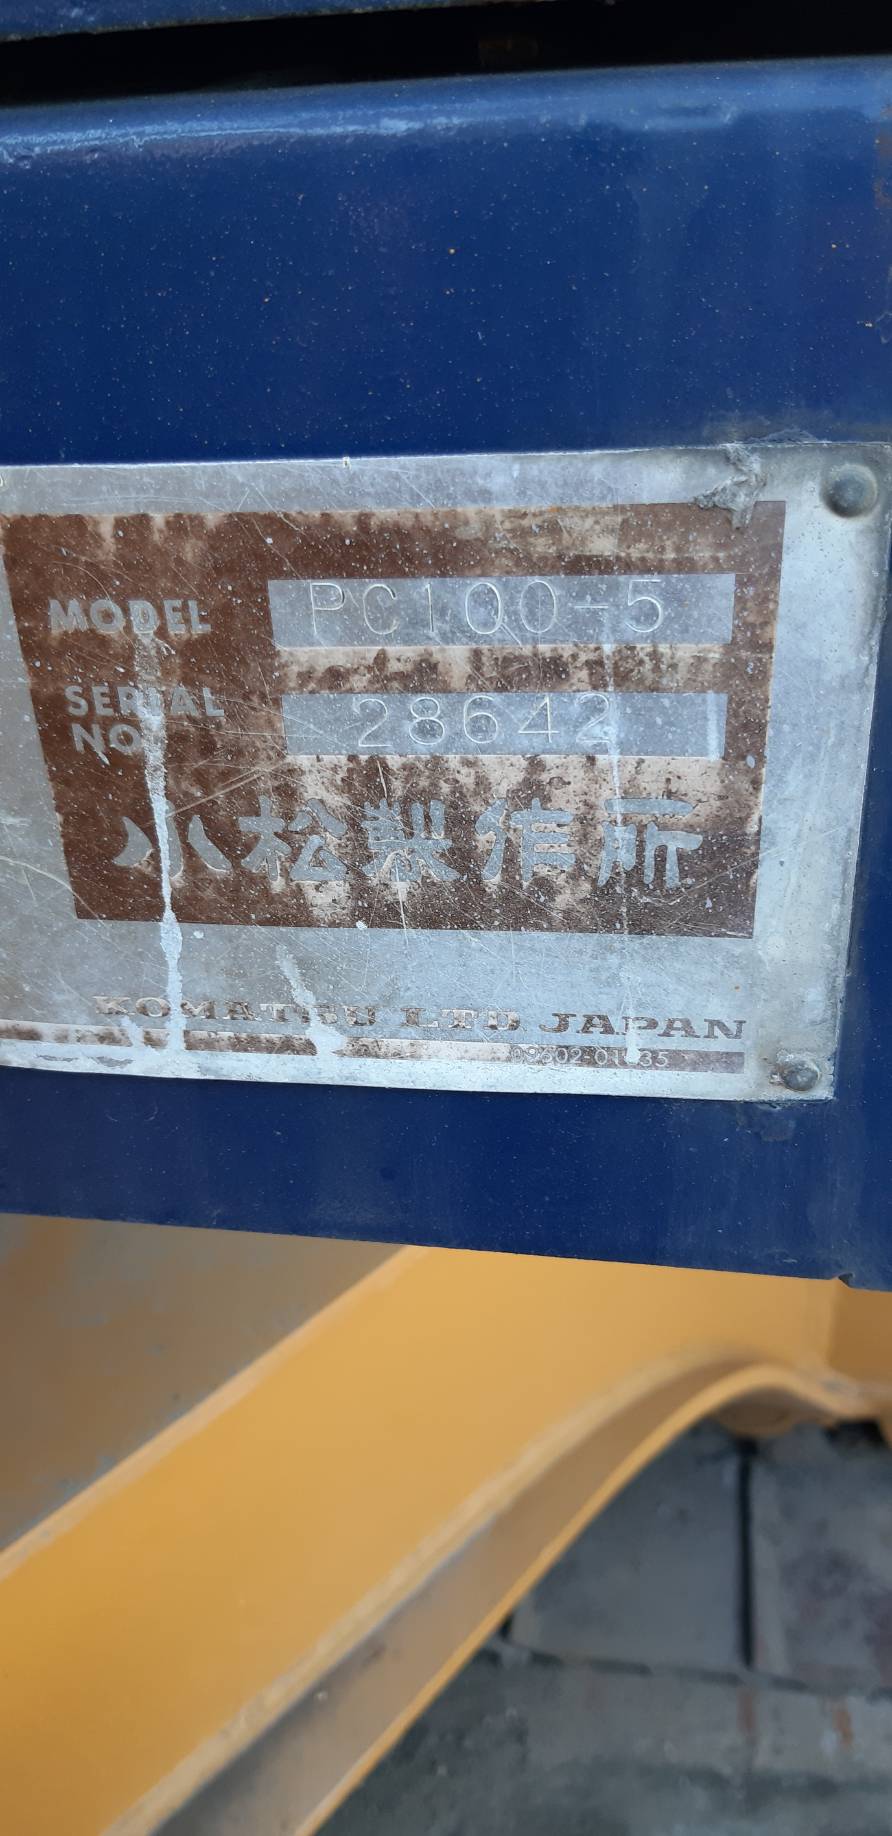 MODEL PC100-5
SERIAL NO. 28642
小松製作所
KOMATSU LTD. JAPAN